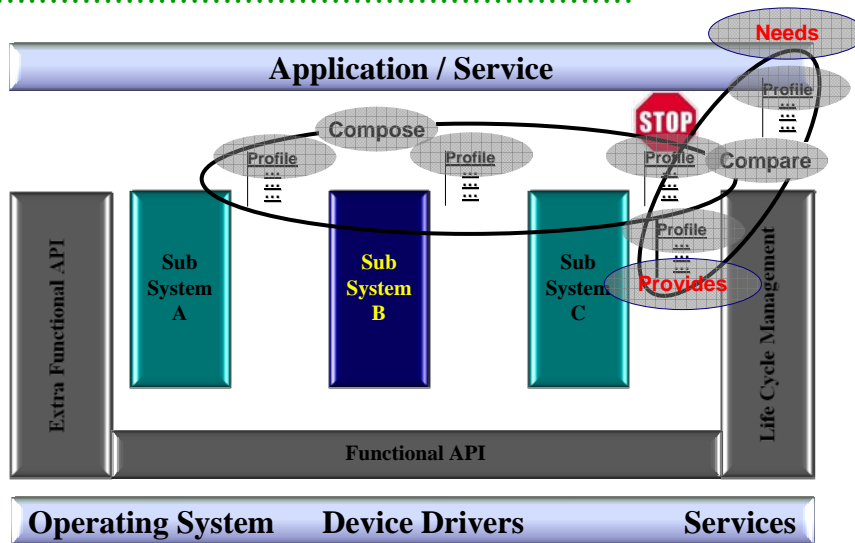 Needs
Application / Service
Profile
...
...
...
STOP
Compose
Profile
...
...
...
Profile
...
...
...
Profile
...
...
Compare
Profile
...
...
...
Provides
Extra Functional API
Sub
System
A
Sub
System
B
Sub
System
C
Life Cycle Management
Functional API
Operating System Device Drivers Services